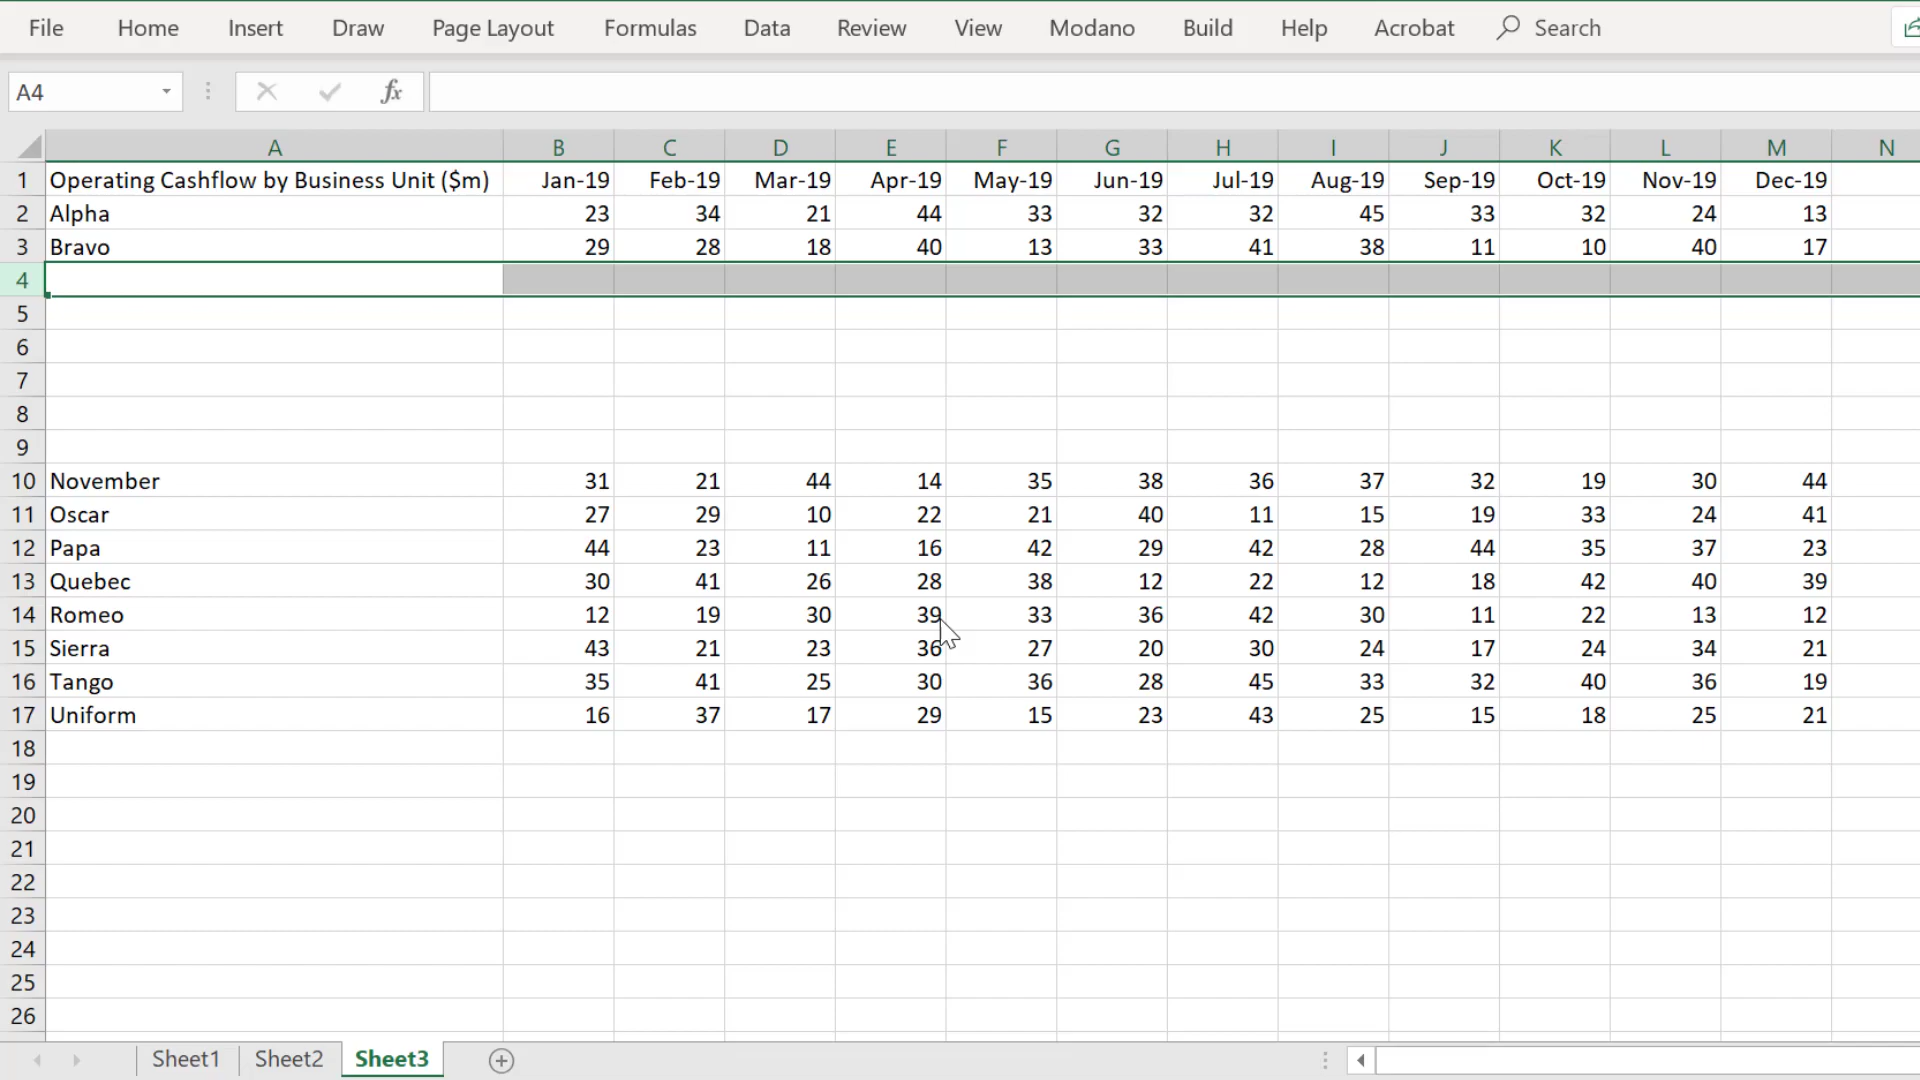 File Home Insert Draw Page Layout Formulas Data Review View Modano Build Help Acrobat Search
A4 fx
A B C D E F G H I J K L M N
1 Operating Cashflow by Business Unit ($m) Jan-19 Feb-19 Mar-19 Apr-19 May-19 Jun-19 Jul-19 Aug-19 Sep-19 Oct-19 Nov-19 Dec-19
2 Alpha 23 34 21 44 33 32 32 45 33 32 24 13
3 Bravo 29 28 18 40 13 33 41 38 11 10 40 17
4
5
6
7
8
9
10 November 31 21 44 14 35 38 36 37 32 19 30 44
11 Oscar 27 29 10 22 21 40 11 15 19 33 24 41
12 Papa 44 23 11 16 42 29 42 28 44 35 37 23
13 Quebec 30 41 26 28 38 12 22 12 18 42 40 39
14 Romeo 12 19 30 39 33 36 42 30 11 22 13 12
15 Sierra 43 21 23 36 27 20 30 24 17 24 34 21
16 Tango 35 41 25 30 36 28 45 33 32 40 36 19
17 Uniform 16 37 17 29 15 23 43 25 15 18 25 21
18
19
20
21
22
23
24
25
26
Sheet1 Sheet2 Sheet3